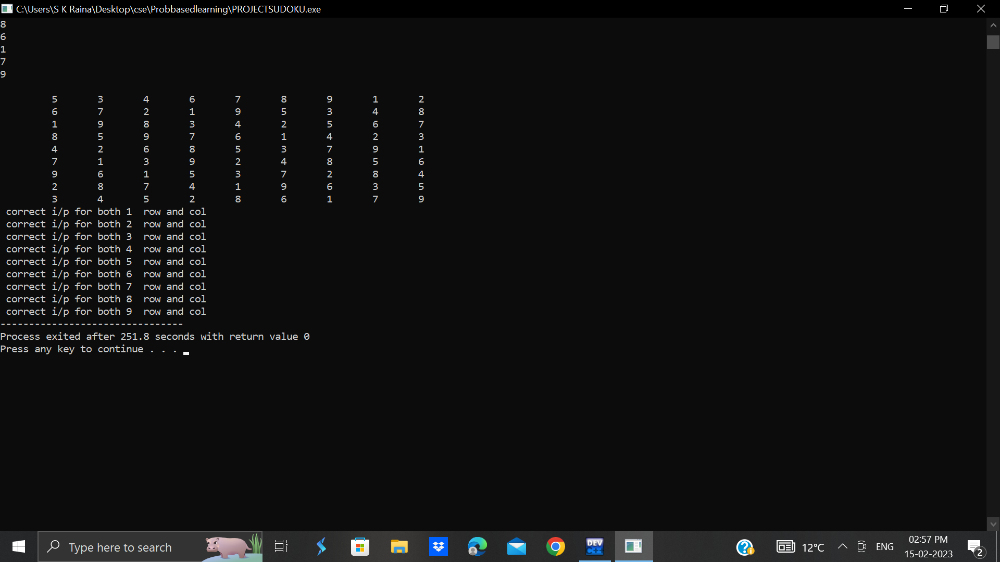 C:\Users\S K Raina\Desktop\cse\Probbasedlearning\PROJECTSUDOKU.exe
8
6
1
7
9
5 3 4 6 7 8 9 1 2
6 7 2 1 9 5 3 4 8
1 9 8 3 4 2 5 6 7
8 5 9 7 6 1 4 2 3
4 2 6 8 5 3 7 9 1
7 1 3 9 2 4 8 5 6
9 6 1 5 3 7 2 8 4
2 8 7 4 1 9 6 3 5
3 4 5 2 8 6 1 7 9
correct i/p for both 1  row and col
correct i/p for both 2  row and col
correct i/p for both 3  row and col
correct i/p for both 4  row and col
correct i/p for both 5  row and col
correct i/p for both 6  row and col
correct i/p for both 7  row and col
correct i/p for both 8  row and col
correct i/p for both 9  row and col
--------------------------------
Process exited after 251.8 seconds with return value 0
Press any key to continue . . .
Type here to search
DEV C++
12°C
ENG
02:57 PM
15-02-2023
2